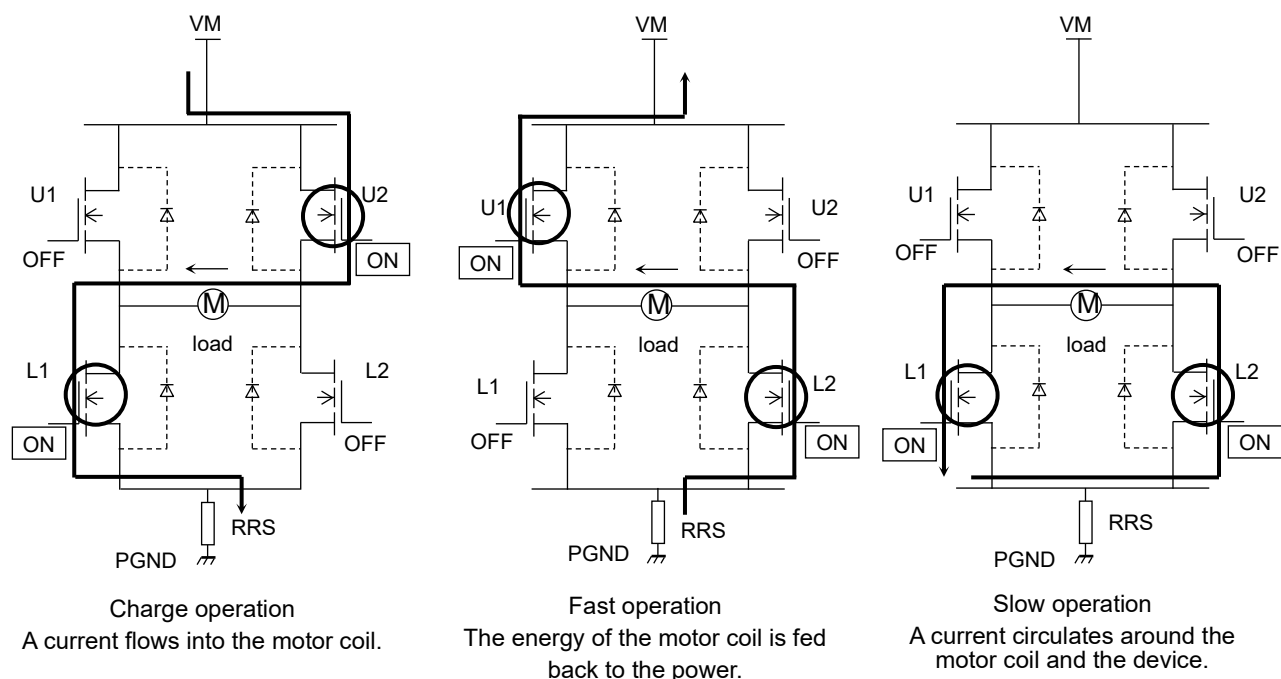 VM
U1
U2
OFF
ON
M
load
L1
L2
ON
OFF
RRS
PGND
Charge operation
A current flows into the motor coil.
VM
U1
U2
ON
OFF
M
load
L1
L2
OFF
ON
RRS
PGND
Fast operation
The energy of the motor coil is fed
back to the power.
VM
U1
U2
OFF
OFF
M
load
L1
L2
ON
ON
RRS
PGND
Slow operation
A current circulates around the
motor coil and the device.